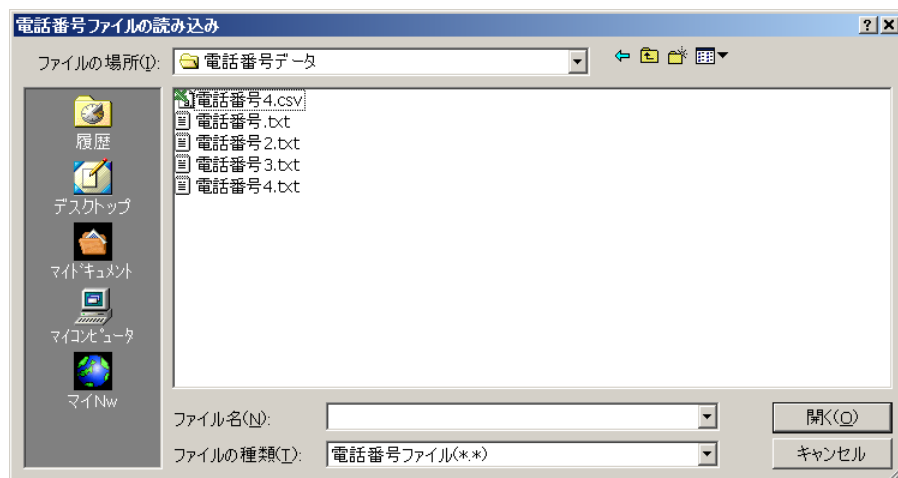 電話番号ファイルの読み込み
ファイルの場所(I):
電話番号データ
履歴
デスクトップ
マイドキュメント
マイコンピュータ
マイNw
電話番号4.csv
電話番号.txt
電話番号2.txt
電話番号3.txt
電話番号4.txt
ファイル名(N):
開く(O)
ファイルの種類(T):
電話番号ファイル(*.*)
キャンセル